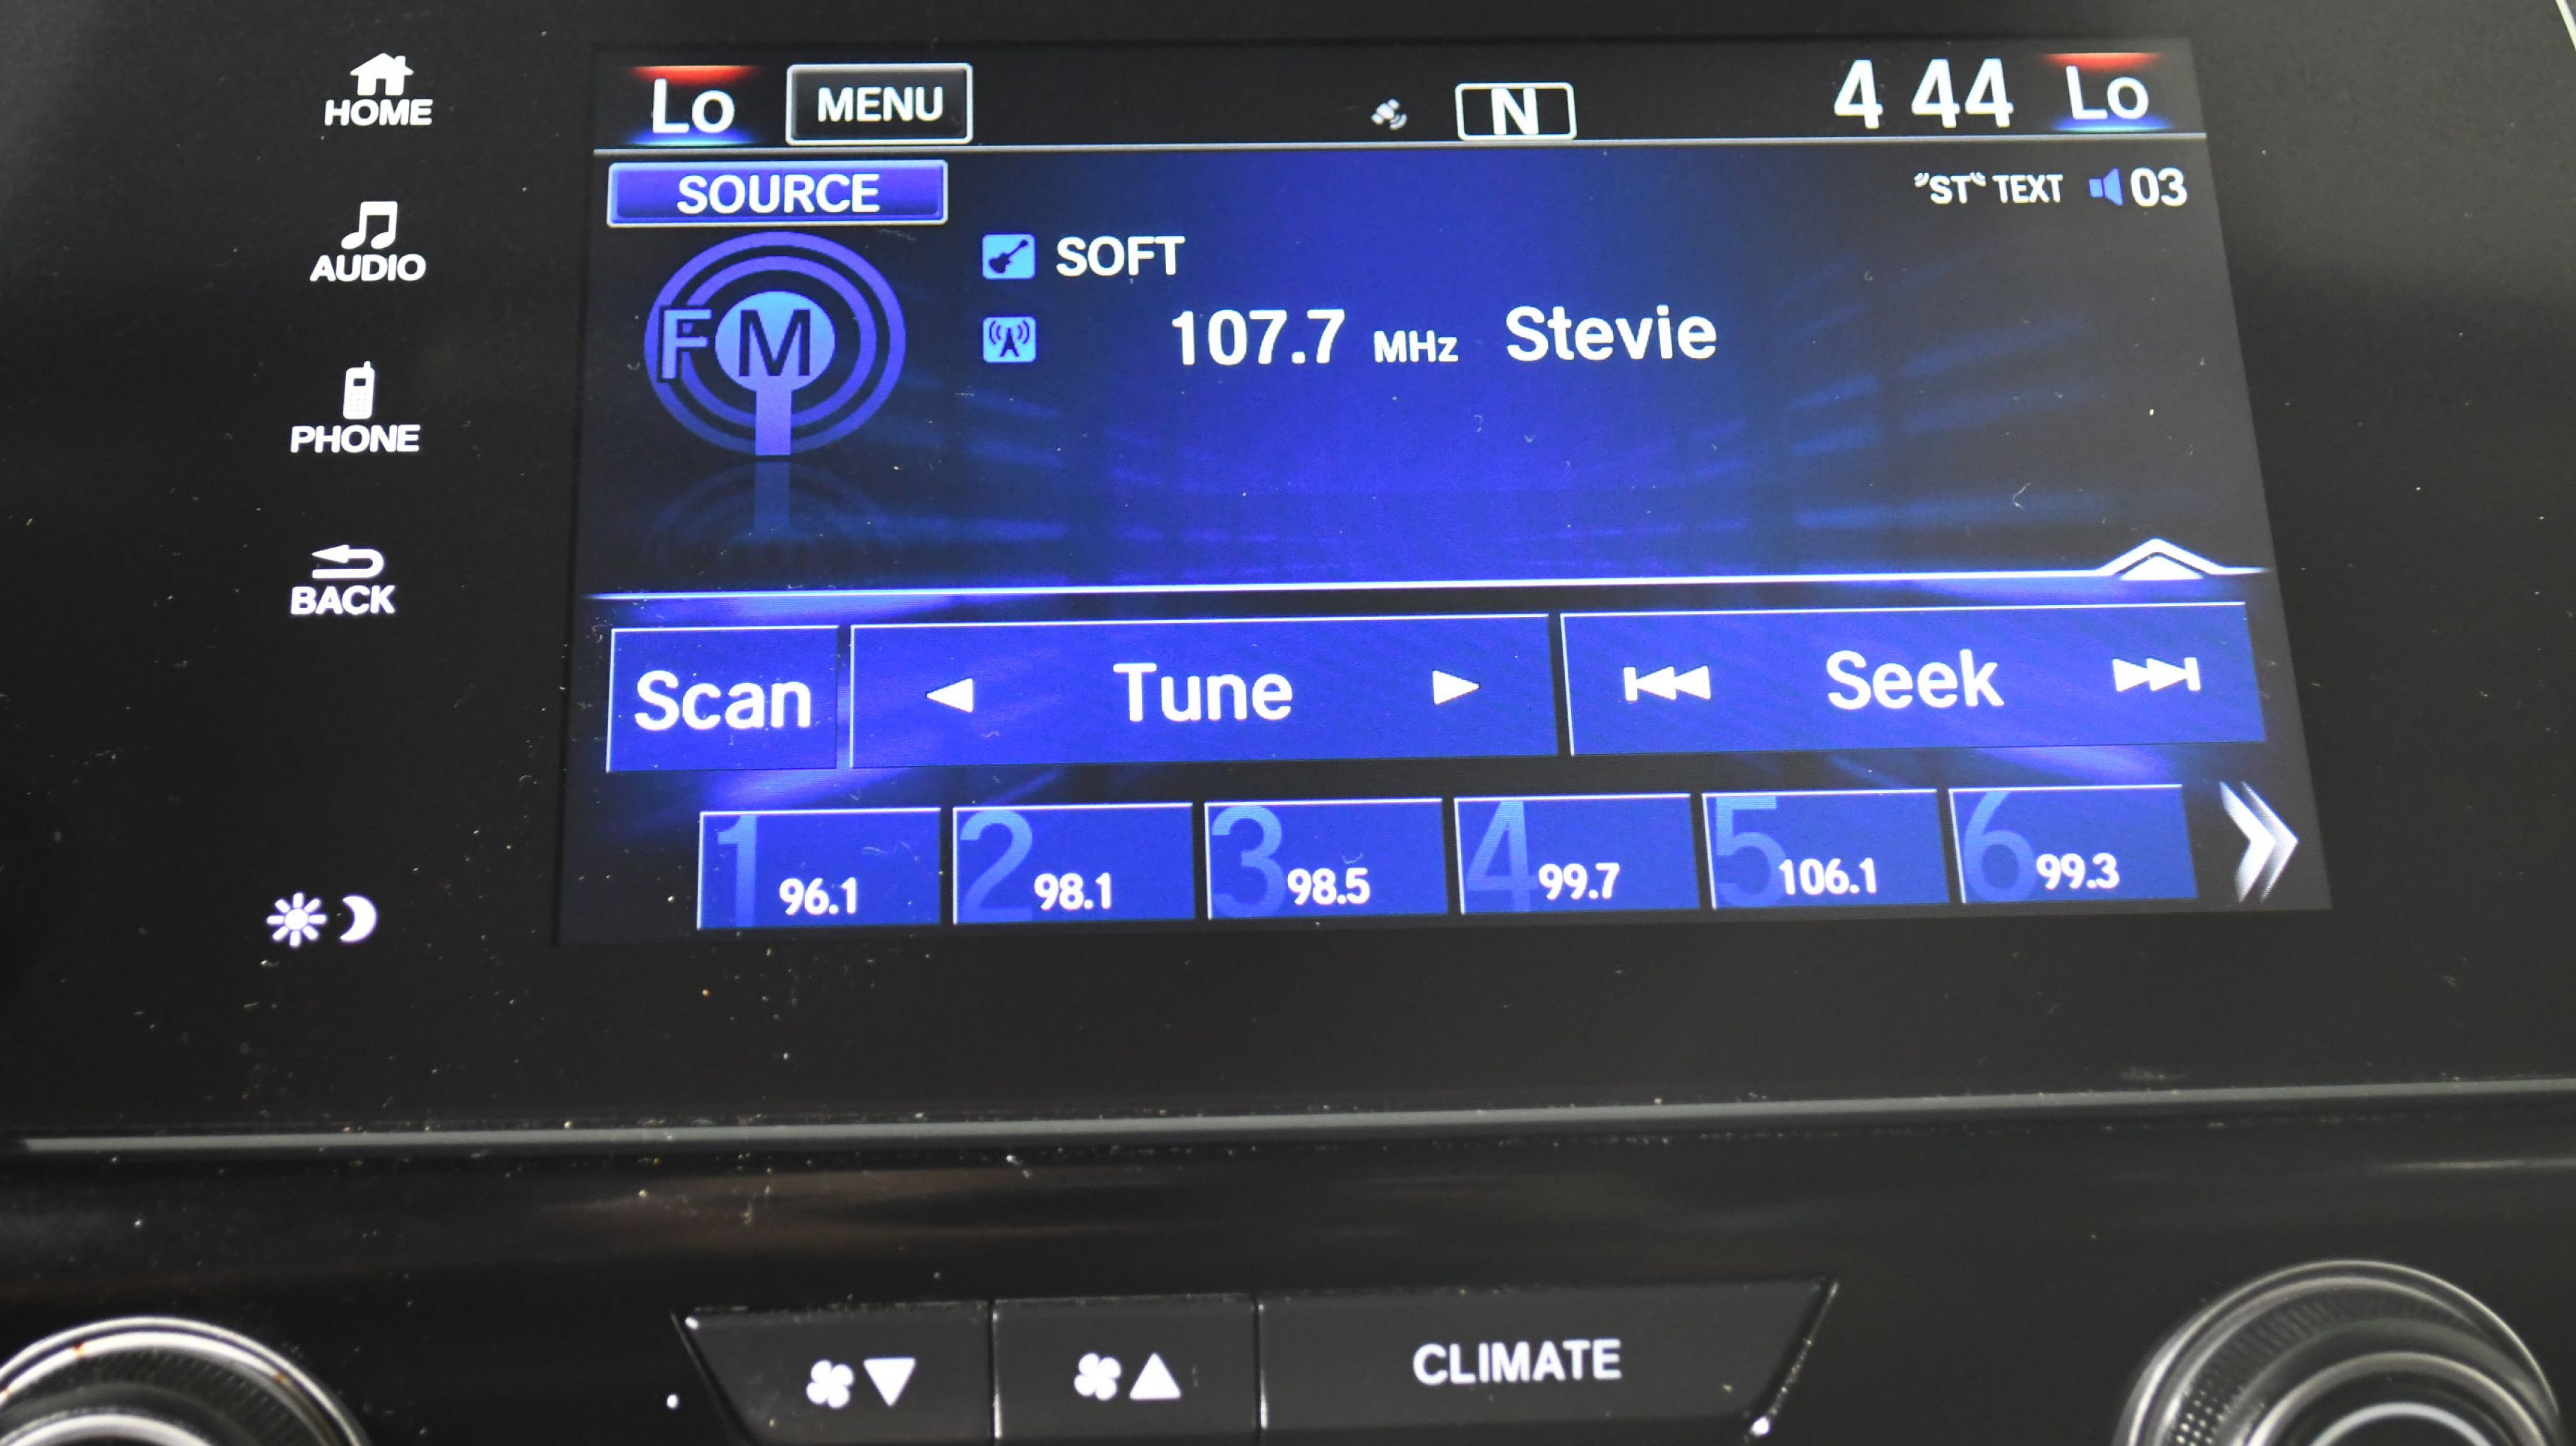 HOME
AUDIO
PHONE
BACK
Lo MENU N 4 44 Lo
SOURCE "ST" TEXT 03
FM
SOFT
107.7 MHz Stevie
Scan Tune Seek
1 96.1 2 98.1 3 98.5 4 99.7 5 106.1 6 99.3
CLIMATE